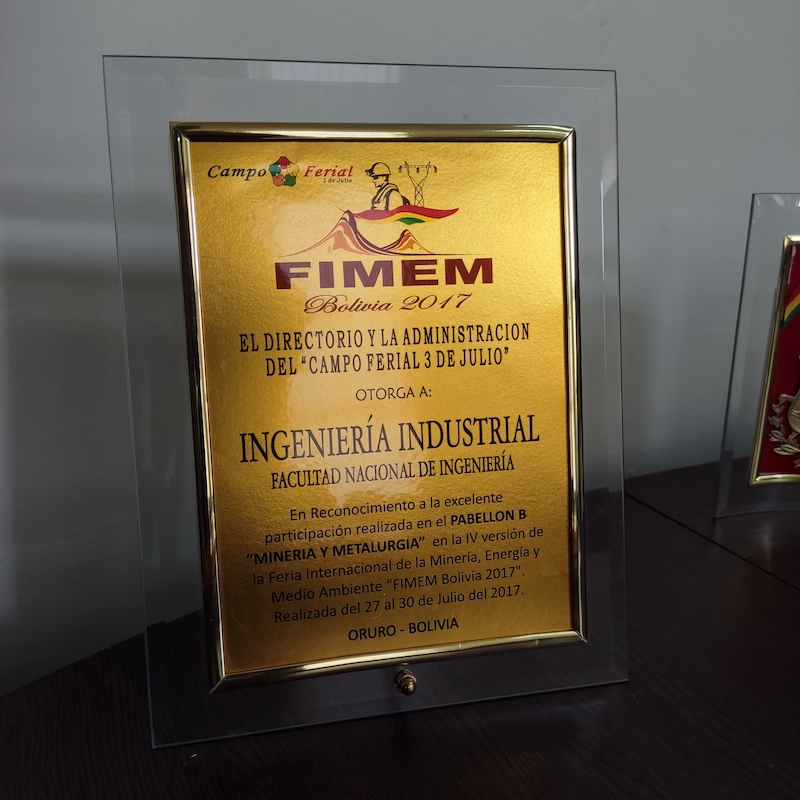 Campo Ferial
3 de Julio
FIMEM
Bolivia 2017
EL DIRECTORIO Y LA ADMINISTRACION
DEL "CAMPO FERIAL 3 DE JULIO"
OTORGA A:
INGENIERÍA INDUSTRIAL
FACULTAD NACIONAL DE INGENIERÍA
En Reconocimiento a la excelente
participación realizada en el PABELLON B
"MINERIA Y METALURGIA" en la IV versión de
la Feria Internacional de la Minería, Energía y
Medio Ambiente "FIMEM Bolivia 2017".
Realizada del 27 al 30 de Julio del 2017.
ORURO - BOLIVIA